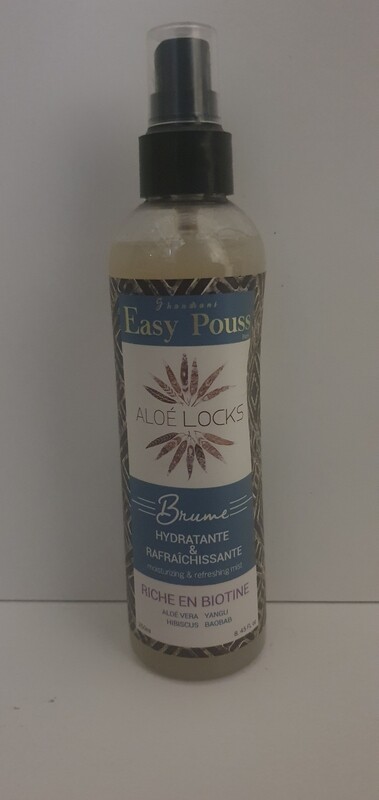 Easy Pouss
ALOÉ LOCKS
Brume
HYDRATANTE
&
RAFRAÎCHISSANTE
moisturizing & refreshing mist
RICHE EN BIOTINE
ALOE VERA YANGU
HIBISCUS BAOBAB